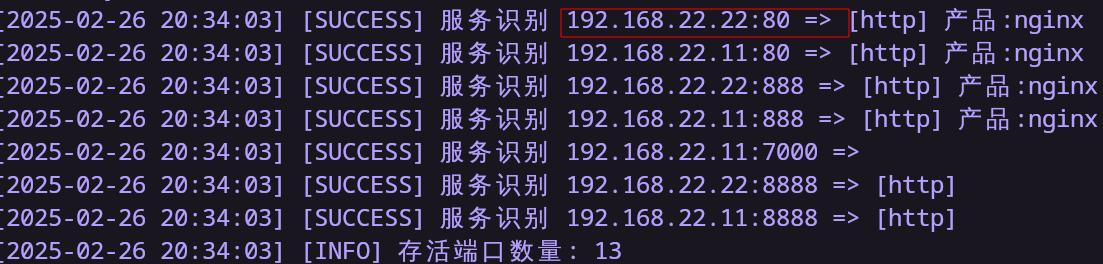 [2025-02-26 20:34:03] [SUCCESS] 服务识别 192.168.22.22:80 => [http] 产品:nginx
[2025-02-26 20:34:03] [SUCCESS] 服务识别 192.168.22.11:80 => [http] 产品:nginx
[2025-02-26 20:34:03] [SUCCESS] 服务识别 192.168.22.22:888 => [http] 产品:nginx
[2025-02-26 20:34:03] [SUCCESS] 服务识别 192.168.22.11:888 => [http] 产品:nginx
[2025-02-26 20:34:03] [SUCCESS] 服务识别 192.168.22.11:7000 =>
[2025-02-26 20:34:03] [SUCCESS] 服务识别 192.168.22.22:8888 => [http]
[2025-02-26 20:34:03] [SUCCESS] 服务识别 192.168.22.11:8888 => [http]
[2025-02-26 20:34:03] [INFO] 存活端口数量: 13